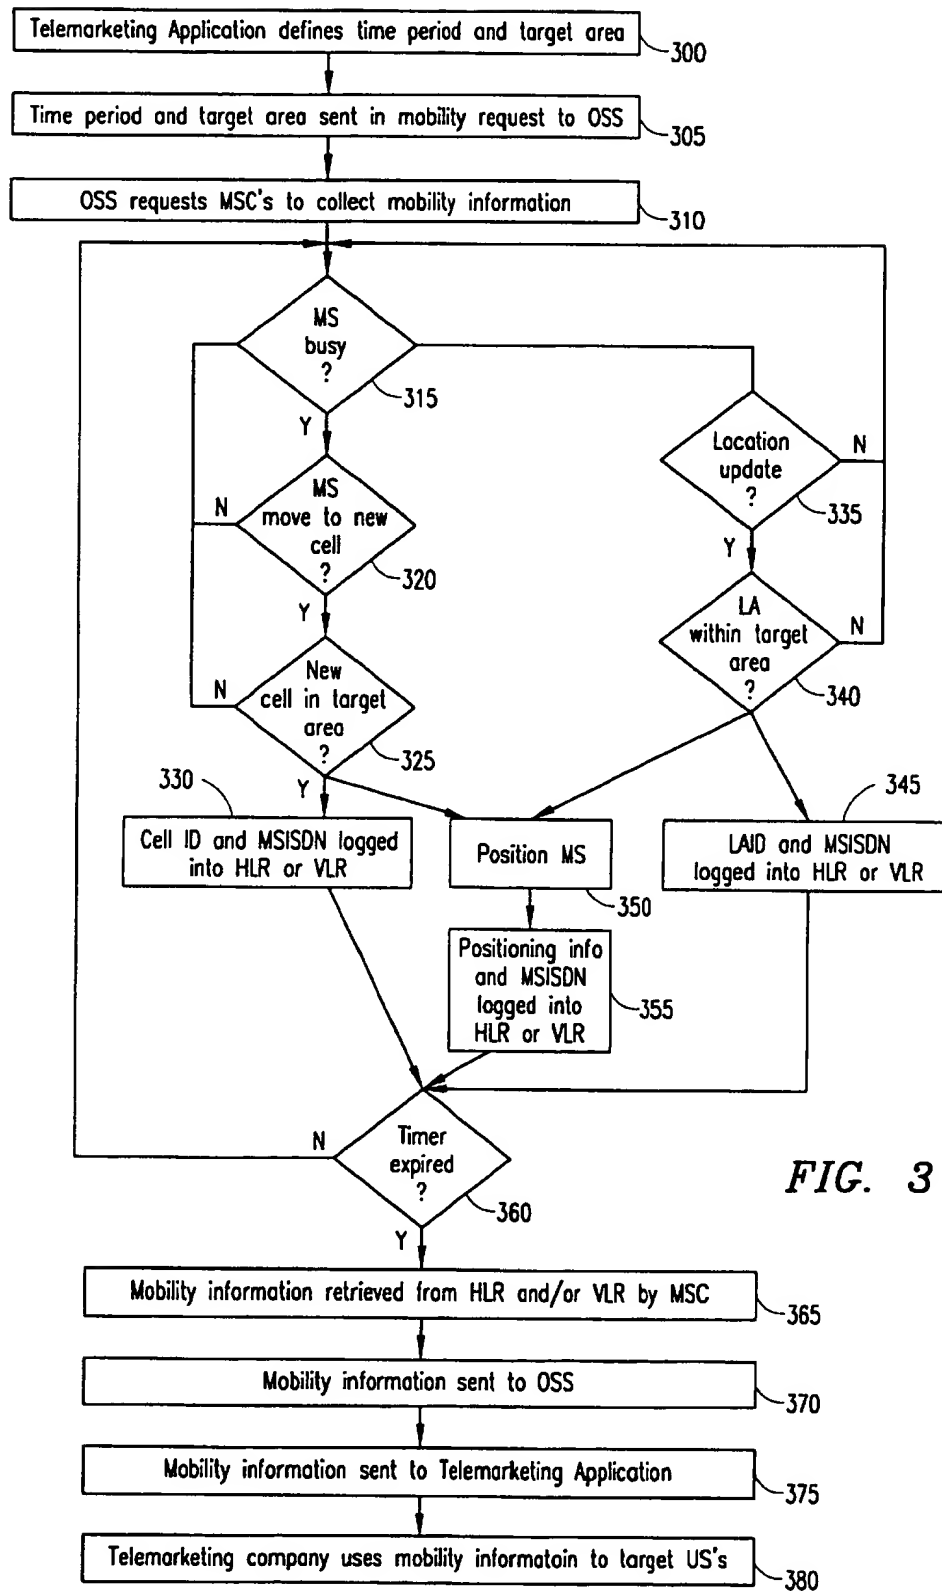 Telemarketing Application defines time period and target area
300
Time period and target area sent in mobility request to OSS
305
OSS requests MSC's to collect mobility information
310
MS
busy
?
315
Y
Location
update
?
335
N
Y
MS
move to new
cell
?
320
N
Y
LA
within target
area
?
340
N
New
cell in target
area
?
325
N
Y
330
Cell ID and MSISDN logged
into HLR or VLR
Position MS
350
345
LAID and MSISDN
logged into HLR or VLR
Positioning info
and MSISDN
logged into
HLR or VLR
355
Timer
expired
?
360
N
Y
FIG. 3
Mobility information retrieved from HLR and/or VLR by MSC
365
Mobility information sent to OSS
370
Mobility information sent to Telemarketing Application
375
Telemarketing company uses mobility informatoin to target US's
380